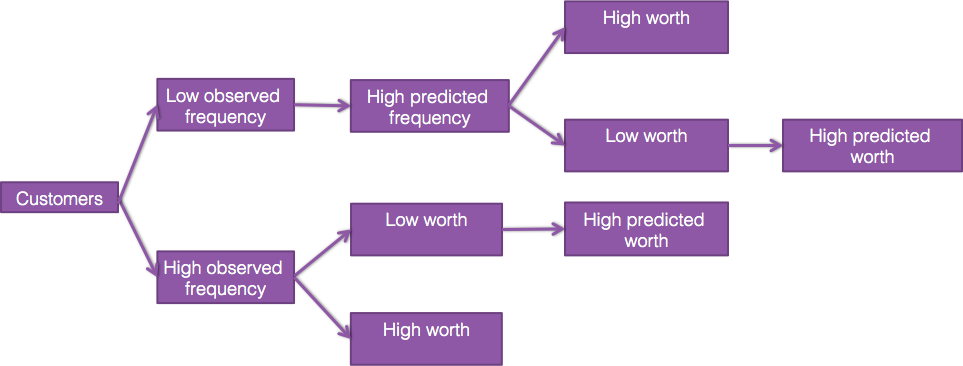 High worth
Low observed
frequency
High predicted
frequency
Low worth
High predicted
worth
Customers
Low worth
High predicted
worth
High observed
frequency
High worth